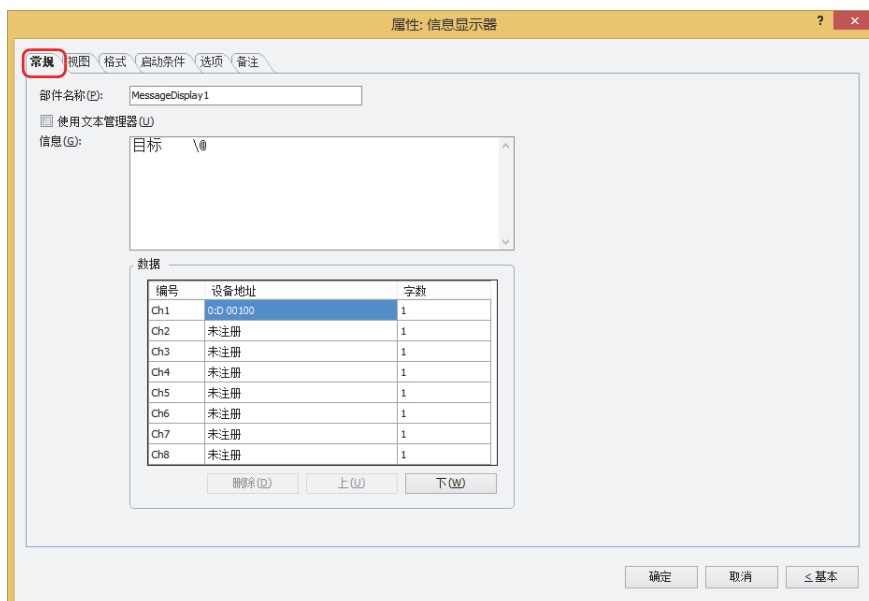 属性: 信息显示器 ? ×
常规 视图 格式 启动条件 选项 备注
部件名称(P): MessageDisplay1
使用文本管理器(U)
信息(G): 目标 \@
数据
编号 设备地址 字数
Ch1 0:D 00100 1
Ch2 未注册 1
Ch3 未注册 1
Ch4 未注册 1
Ch5 未注册 1
Ch6 未注册 1
Ch7 未注册 1
Ch8 未注册 1
删除(D) 上(U) 下(W)
确定 取消 ≤基本